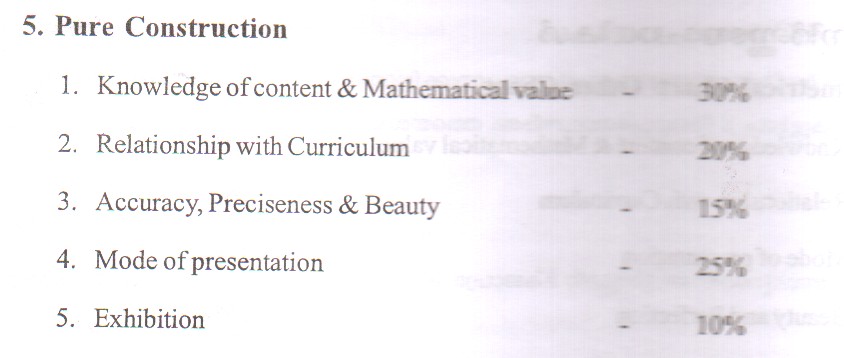 5. Pure Construction
1. Knowledge of content & Mathematical value - 30%
2. Relationship with Curriculum - 20%
3. Accuracy, Preciseness & Beauty - 15%
4. Mode of presentation - 25%
5. Exhibition - 10%